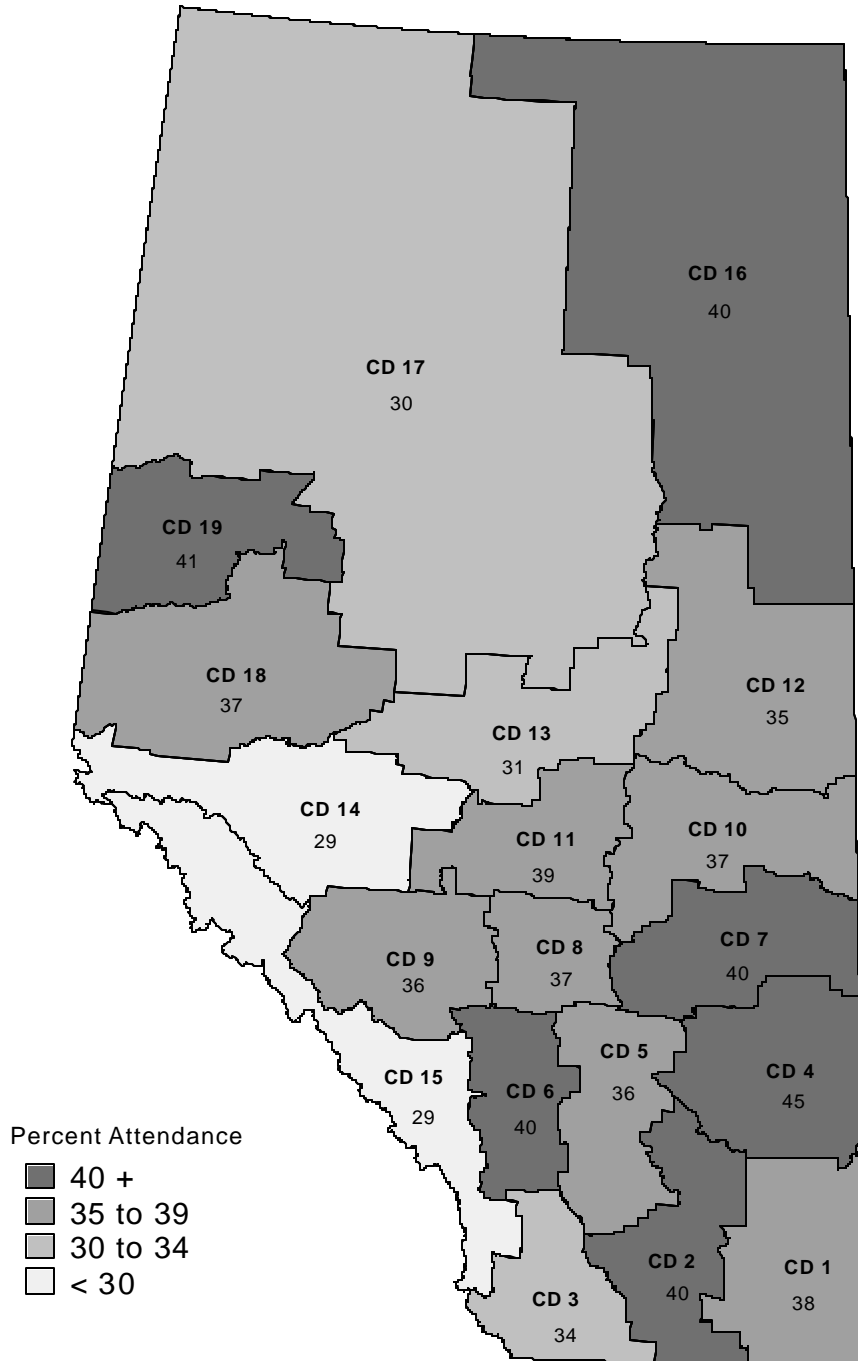 CD 16
40
CD 17
30
CD 19
41
CD 18
37
CD 12
35
CD 13
31
CD 14
29
CD 11
39
CD 10
37
CD 9
36
CD 8
37
CD 7
40
CD 15
29
CD 6
40
CD 5
36
CD 4
45
CD 3
34
CD 2
40
CD 1
38
Percent Attendance
40 +
35 to 39
30 to 34
< 30